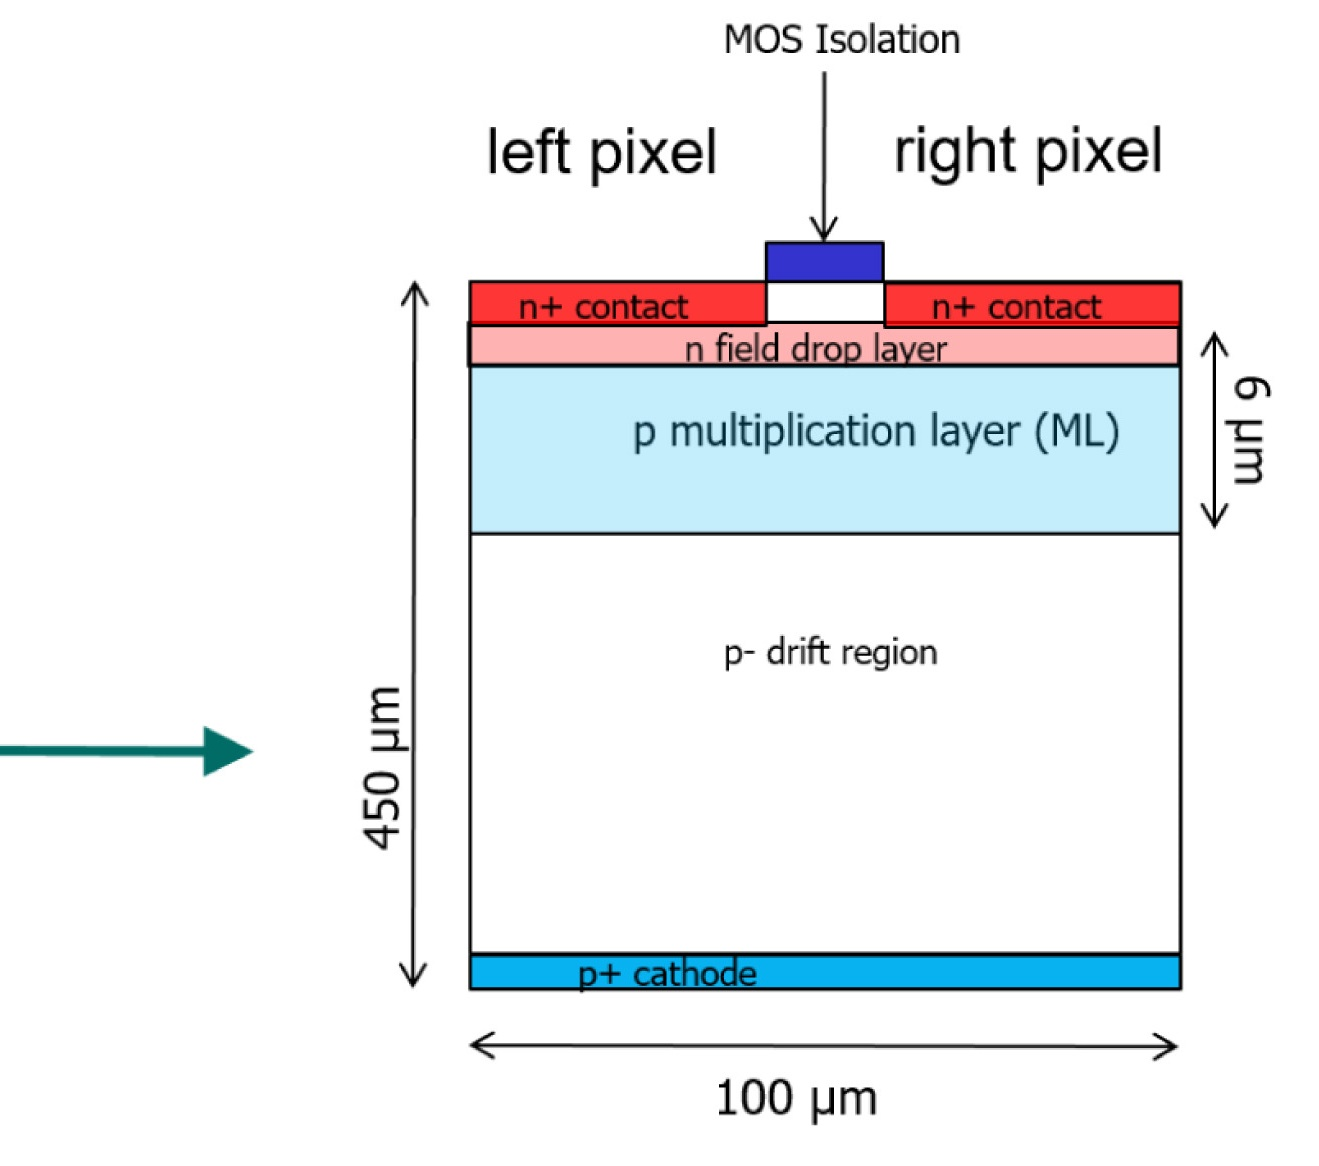 MOS Isolation
left pixel
right pixel
n+ contact
n+ contact
n field drop layer
6 μm
p multiplication layer (ML)
p- drift region
450 μm
p+ cathode
100 μm